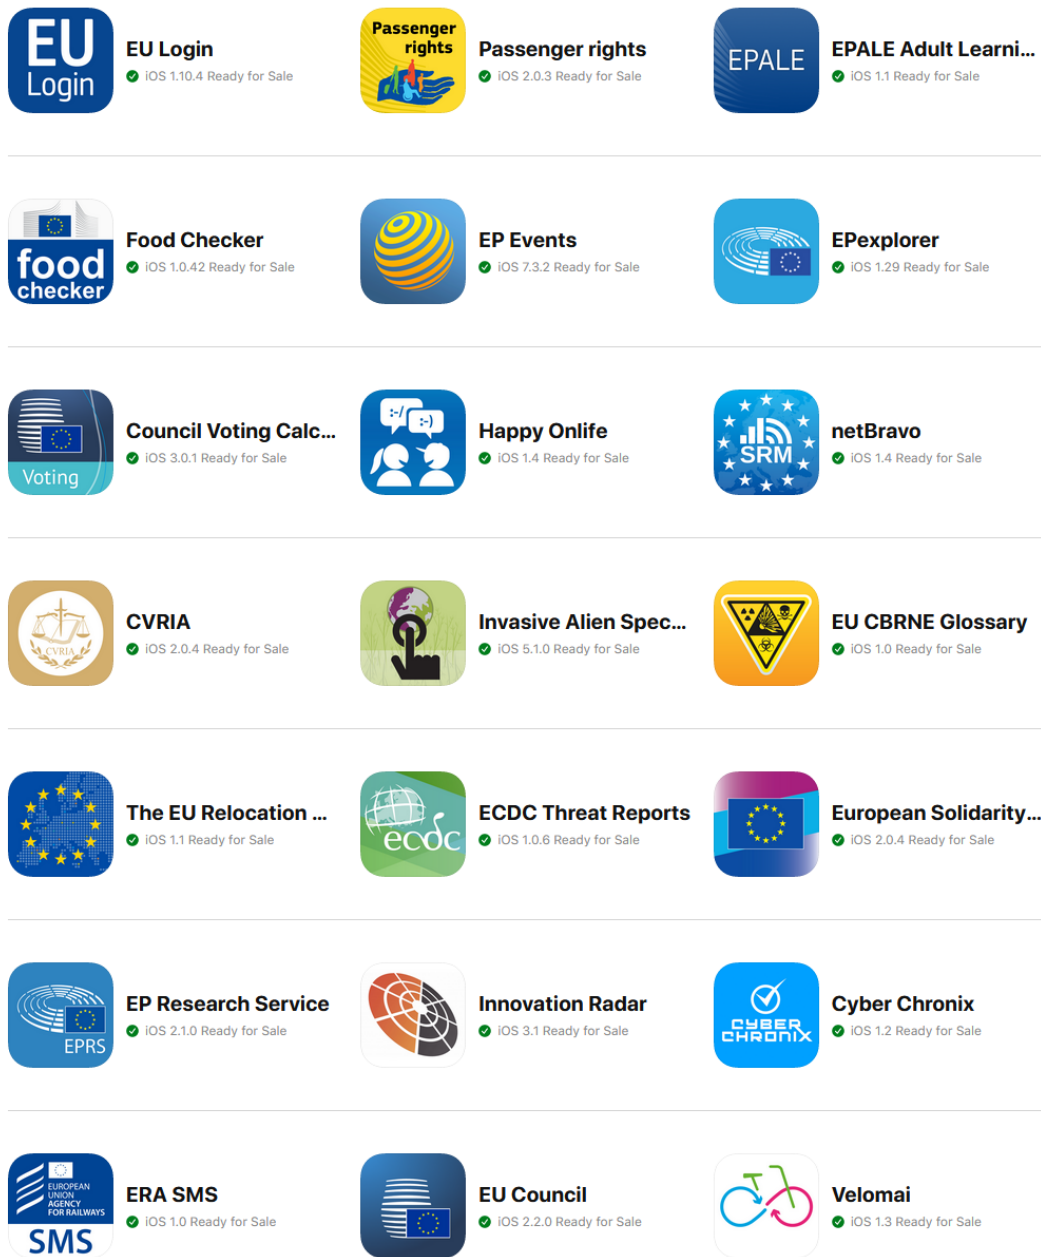 EU
Login
EU Login
iOS 1.10.4 Ready for Sale
Passenger
rights
Passenger rights
iOS 2.0.3 Ready for Sale
EPALE
EPALE Adult Learni...
iOS 1.1 Ready for Sale
food
checker
Food Checker
iOS 1.0.42 Ready for Sale
EP Events
iOS 7.3.2 Ready for Sale
EPexplorer
iOS 1.29 Ready for Sale
Voting
Council Voting Calc...
iOS 3.0.1 Ready for Sale
:-/
:-)
Happy Onlife
iOS 1.4 Ready for Sale
SRM
netBravo
iOS 1.4 Ready for Sale
CVRIA
CVRIA
iOS 2.0.4 Ready for Sale
Invasive Alien Spec...
iOS 5.1.0 Ready for Sale
EU CBRNE Glossary
iOS 1.0 Ready for Sale
The EU Relocation ...
iOS 1.1 Ready for Sale
ecdc
ECDC Threat Reports
iOS 1.0.6 Ready for Sale
European Solidarity...
iOS 2.0.4 Ready for Sale
EPRS
EP Research Service
iOS 2.1.0 Ready for Sale
Innovation Radar
iOS 3.1 Ready for Sale
CYBER
CHRONIX
Cyber Chronix
iOS 1.2 Ready for Sale
EUROPEAN
UNION
AGENCY
FOR RAILWAYS
SMS
ERA SMS
iOS 1.0 Ready for Sale
EU Council
iOS 2.2.0 Ready for Sale
Velomai
iOS 1.3 Ready for Sale